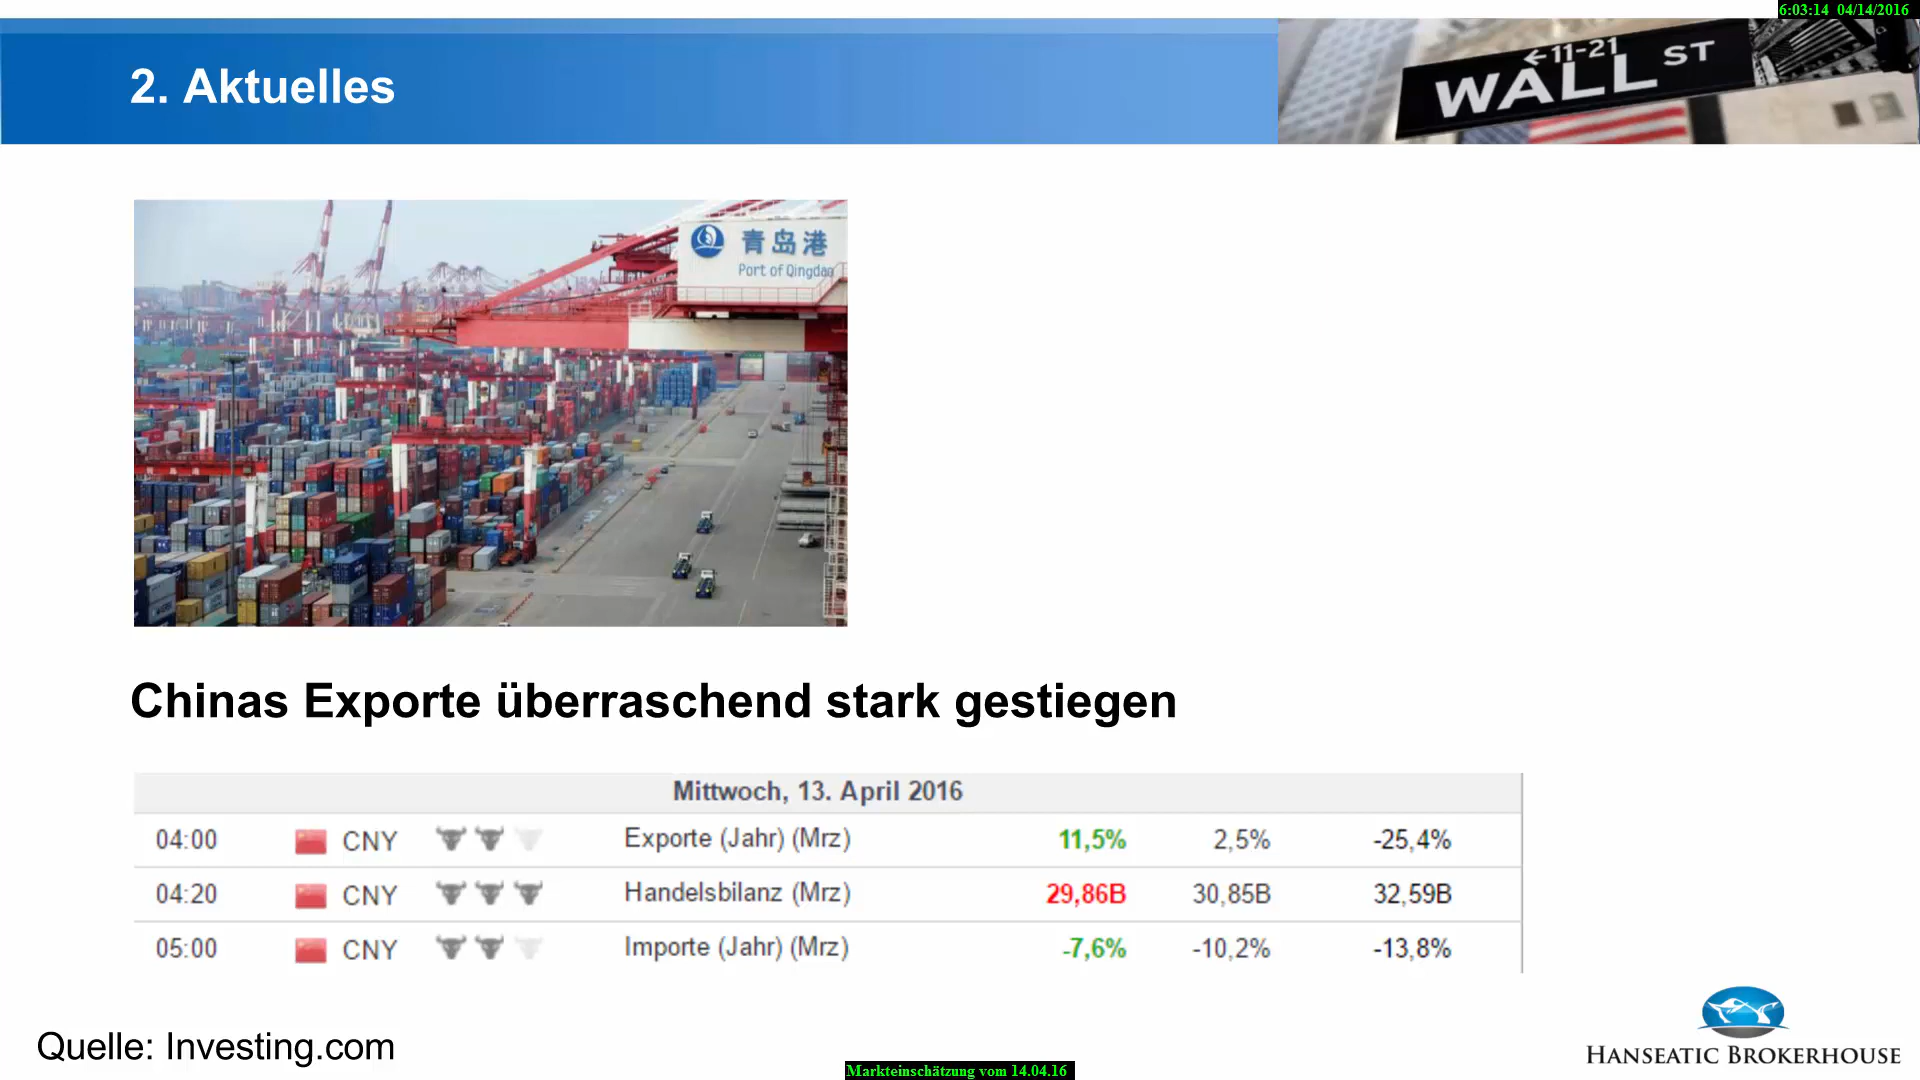 6:03:14 04/14/2016
2. Aktuelles
←11-21
WALL ST
青岛港
Port of Qingdao
Chinas Exporte überraschend stark gestiegen
Mittwoch, 13. April 2016
04:00 CNY Exporte (Jahr) (Mrz) 11,5% 2,5% -25,4%
04:20 CNY Handelsbilanz (Mrz) 29,86B 30,85B 32,59B
05:00 CNY Importe (Jahr) (Mrz) -7,6% -10,2% -13,8%
Quelle: Investing.com
HANSEATIC BROKERHOUSE
Markteinschätzung vom 14.04.16